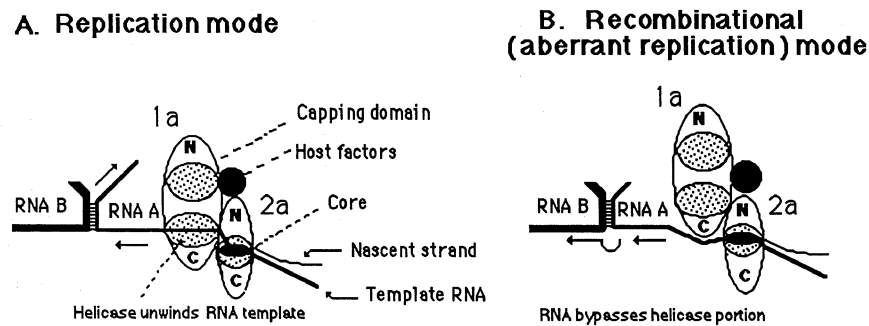 A. Replication mode
1a
N
Capping domain
Host factors
RNA B
RNA A
2a
N
Core
C
C
Nascent strand
Template RNA
Helicase unwinds RNA template
B. Recombinational
(aberrant replication) mode
1a
N
RNA B
RNA A
2a
N
C
C
RNA bypasses helicase portion